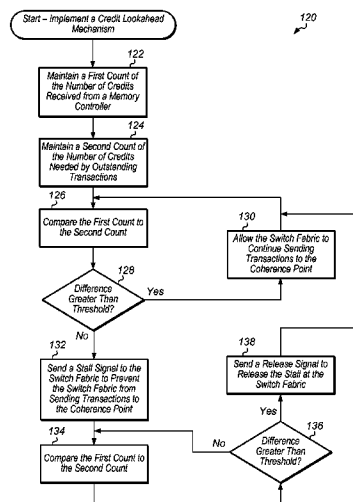 Start – Implement a Credit Lookahead
Mechanism
120
122
Maintain a First Count of
the Number of Credits
Received from a Memory
Controller
124
Maintain a Second Count of
the Number of Credits
Needed by Outstanding
Transactions
126
Compare the First Count to
the Second Count
130
Allow the Switch Fabric to
Continue Sending
Transactions to the
Coherence Point
128
Difference
Greater Than
Threshold?
Yes
No
132
Send a Stall Signal to the
Switch Fabric to Prevent
the Switch Fabric from
Sending Transactions to
the Coherence Point
138
Send a Release Signal to
Release the Stall at the
Switch Fabric
Yes
134
Compare the First Count to
the Second Count
No
136
Difference
Greater Than
Threshold?